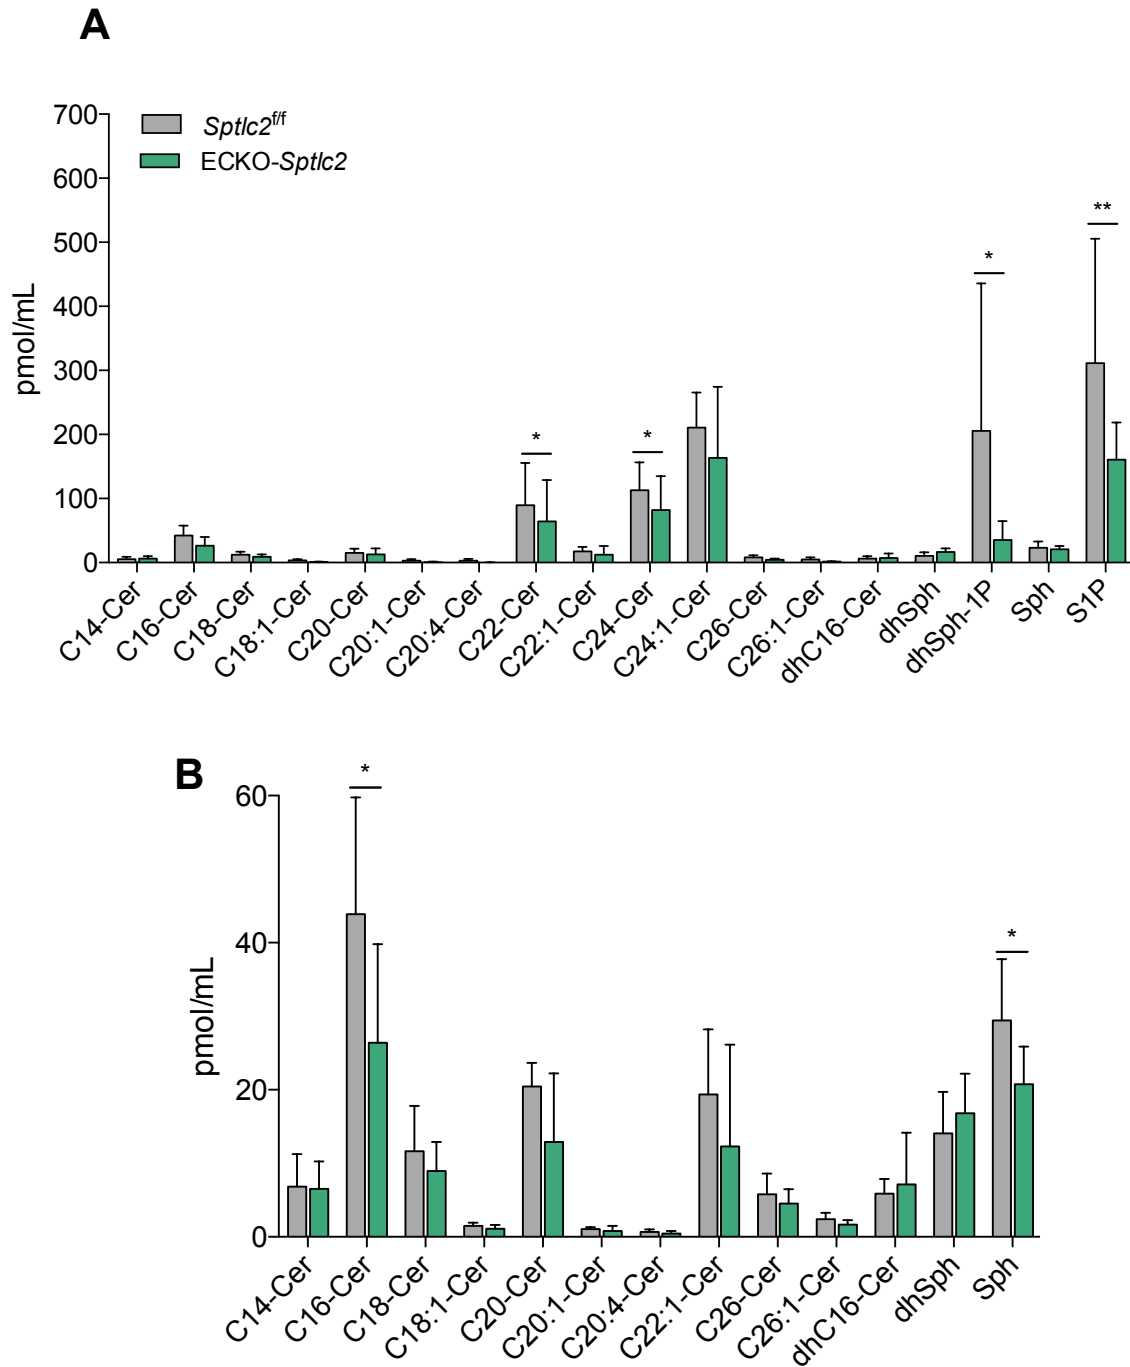 A
700
600
500
400
300
200
100
0
pmol/mL
Sptlc2f/f
ECKO-Sptlc2
* * * **
C14-Cer
C16-Cer
C18-Cer
C18:1-Cer
C20-Cer
C20:1-Cer
C20:4-Cer
C22-Cer
C22:1-Cer
C24-Cer
C24:1-Cer
C26-Cer
C26:1-Cer
dhC16-Cer
dhSph
dhSph-1P
Sph
S1P
B
60
40
20
0
pmol/mL
* *
C14-Cer
C16-Cer
C18-Cer
C18:1-Cer
C20-Cer
C20:1-Cer
C20:4-Cer
C22:1-Cer
C26-Cer
C26:1-Cer
dhC16-Cer
dhSph
Sph